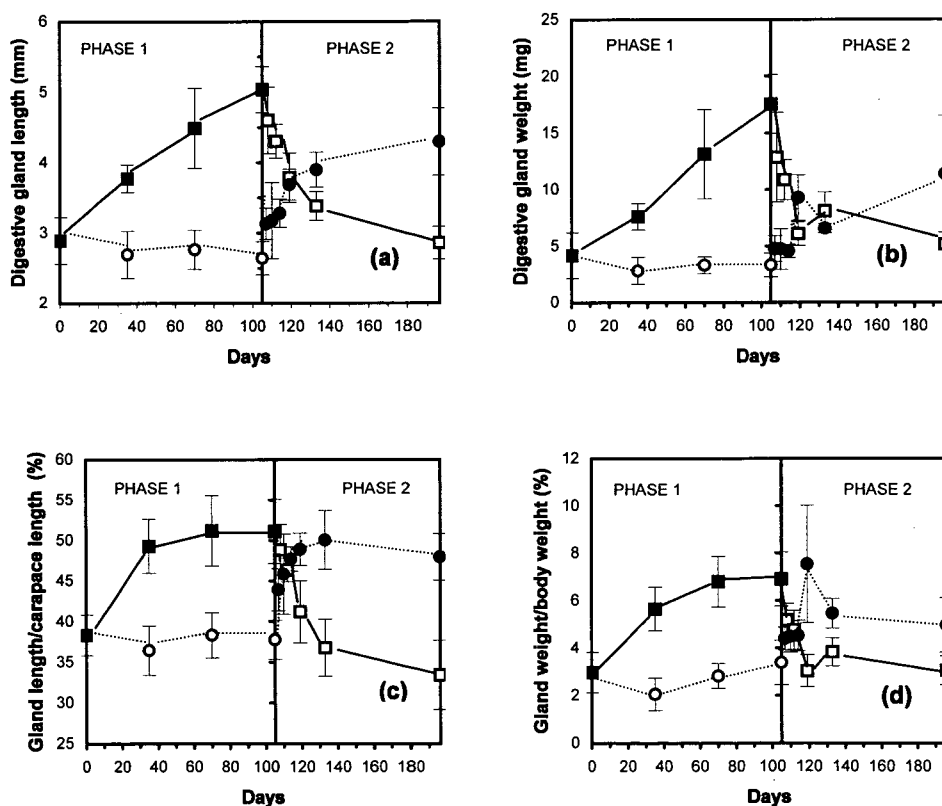 6
5
4
3
2
Digestive gland length (mm)
PHASE 1
PHASE 2
(a)
0 20 40 60 80 100 120 140 160 180
Days
25
20
15
10
5
0
Digestive gland weight (mg)
PHASE 1
PHASE 2
(b)
0 20 40 60 80 100 120 140 160 180
Days
60
55
50
45
40
35
30
25
Gland length/carapace length (%)
PHASE 1
PHASE 2
(c)
0 20 40 60 80 100 120 140 160 180
Days
12
10
8
6
4
2
0
Gland weight/body weight (%)
PHASE 1
PHASE 2
(d)
0 20 40 60 80 100 120 140 160 180
Days